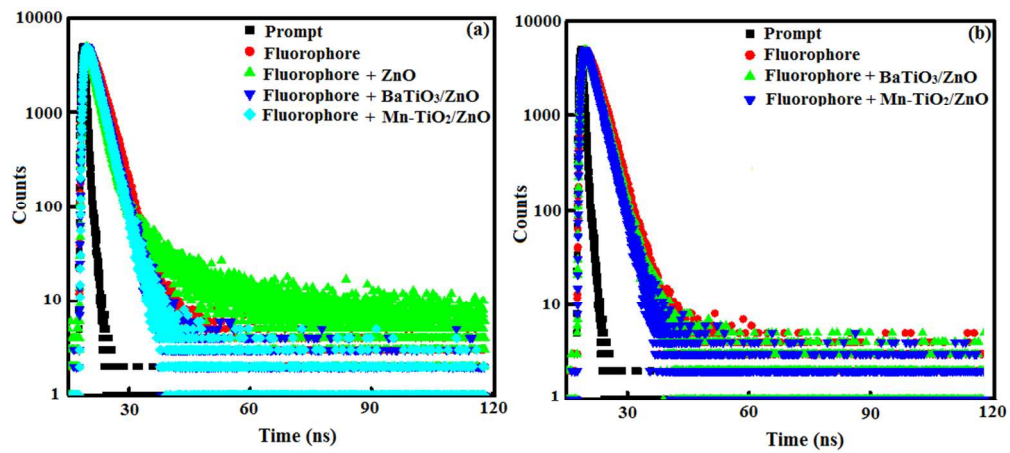 10000
1000
100
10
1
Counts
(a)
Prompt
Fluorophore
Fluorophore + ZnO
Fluorophore + BaTiO₃/ZnO
Fluorophore + Mn-TiO₂/ZnO
30 60 90 120
Time (ns)
10000
1000
100
10
1
Counts
(b)
Prompt
Fluorophore
Fluorophore + BaTiO₃/ZnO
Fluorophore + Mn-TiO₂/ZnO
30 60 90 120
Time (ns)